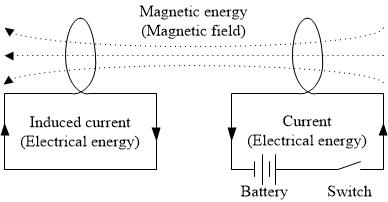 Magnetic energy
(Magnetic field)
Induced current
(Electrical energy)
Current
(Electrical energy)
Battery
Switch